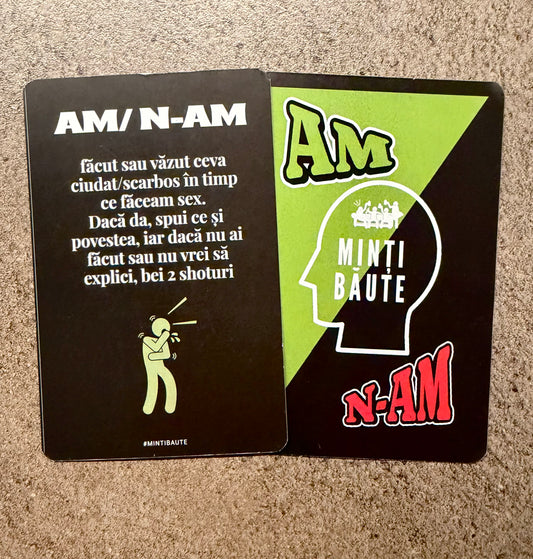 AM/ N-AM
făcut sau văzut ceva
ciudat/scarbos în timp
ce făceam sex.
Dacă da, spui ce și
povestea, iar dacă nu ai
făcut sau nu vrei să
explici, bei 2 shoturi
#MINTIBAUTE
AM
MINȚI
BĂUTE
N-AM